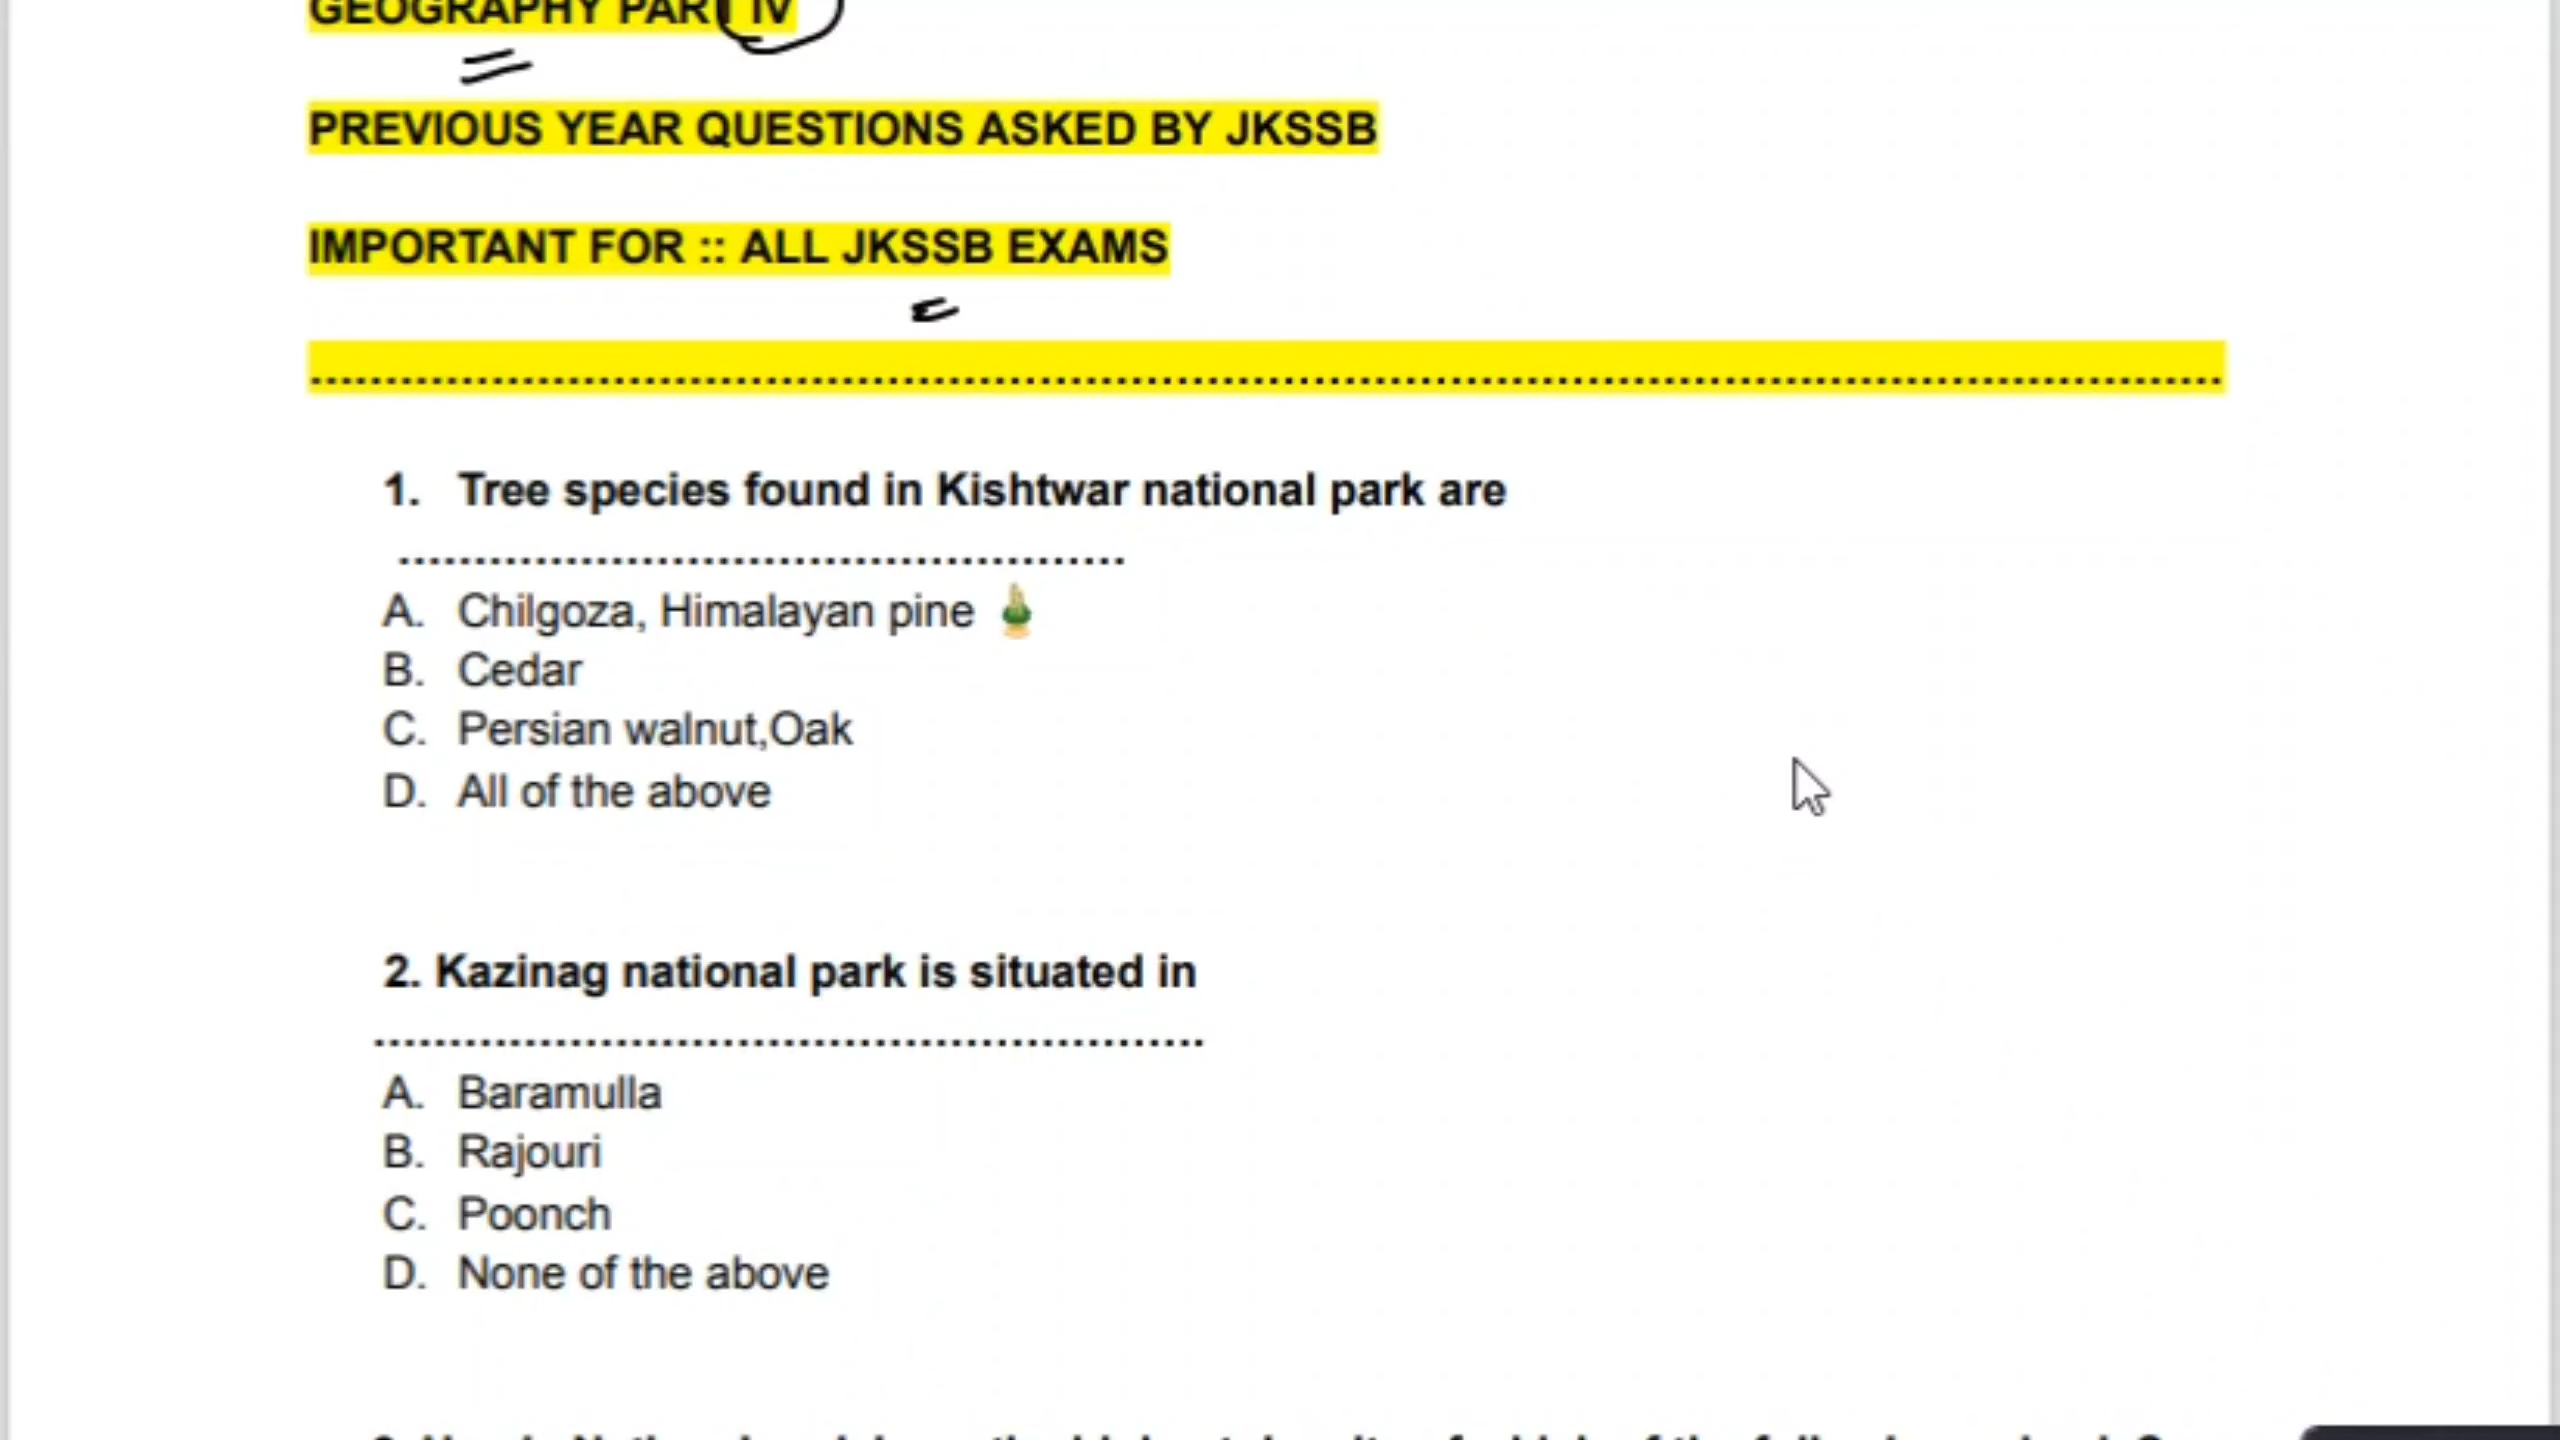 GEOGRAPHY PART IV
PREVIOUS YEAR QUESTIONS ASKED BY JKSSB
IMPORTANT FOR :: ALL JKSSB EXAMS
1. Tree species found in Kishtwar national park are
A. Chilgoza, Himalayan pine
B. Cedar
C. Persian walnut,Oak
D. All of the above
2. Kazinag national park is situated in
A. Baramulla
B. Rajouri
C. Poonch
D. None of the above